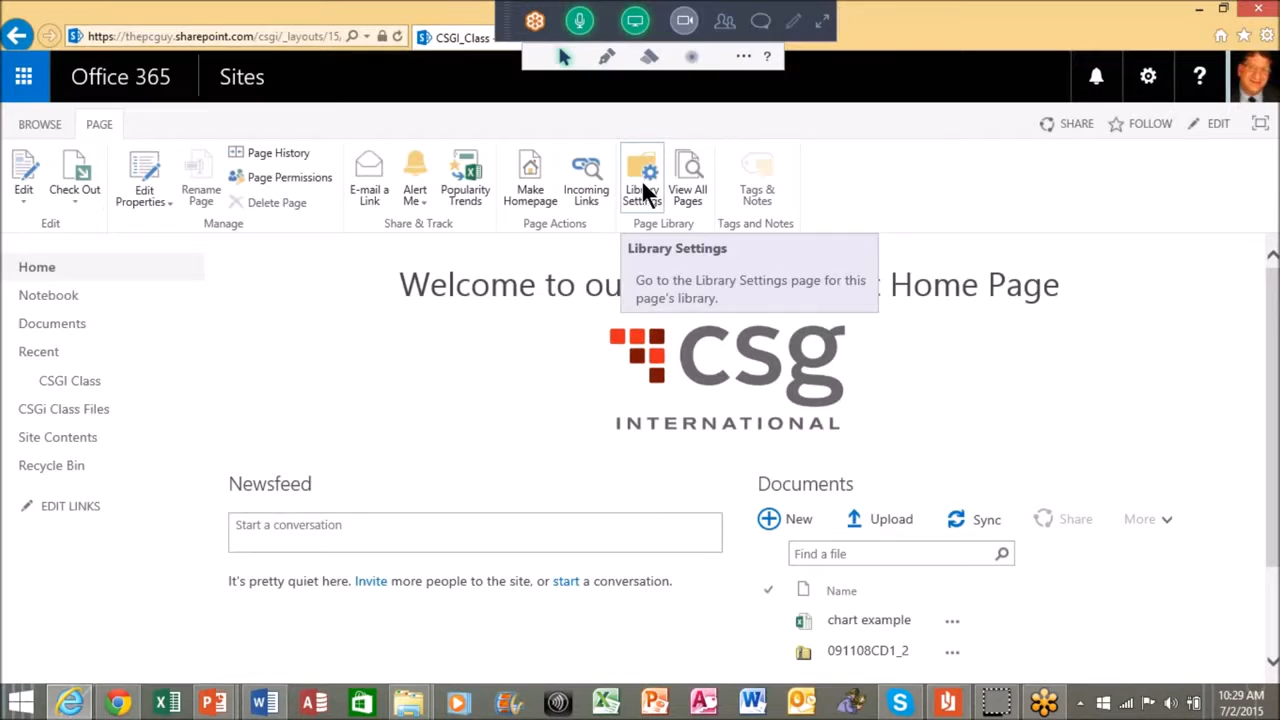 https://thepcguy.sharepoint.com/csgi/_layouts/15,
CSGI_Class -
?
Office 365
Sites
?
BROWSE
PAGE
SHARE
FOLLOW
EDIT
Edit
Check Out
Edit
Properties
Rename
Page
Page History
Page Permissions
Delete Page
E-mail a
Link
Alert
Me
Popularity
Trends
Make
Homepage
Incoming
Links
Library
Settings
View All
Pages
Tags &
Notes
Edit
Manage
Share & Track
Page Actions
Page Library
Tags and Notes
Library Settings
Go to the Library Settings page for this
page's library.
Home
Notebook
Documents
Recent
CSGI Class
CSGi Class Files
Site Contents
Recycle Bin
EDIT LINKS
Welcome to ou t Home Page
csg
INTERNATIONAL
Newsfeed
Start a conversation
It's pretty quiet here. Invite more people to the site, or start a conversation.
Documents
New
Upload
Sync
Share
More
Find a file
Name
chart example
091108CD1_2
10:29 AM
7/2/2015